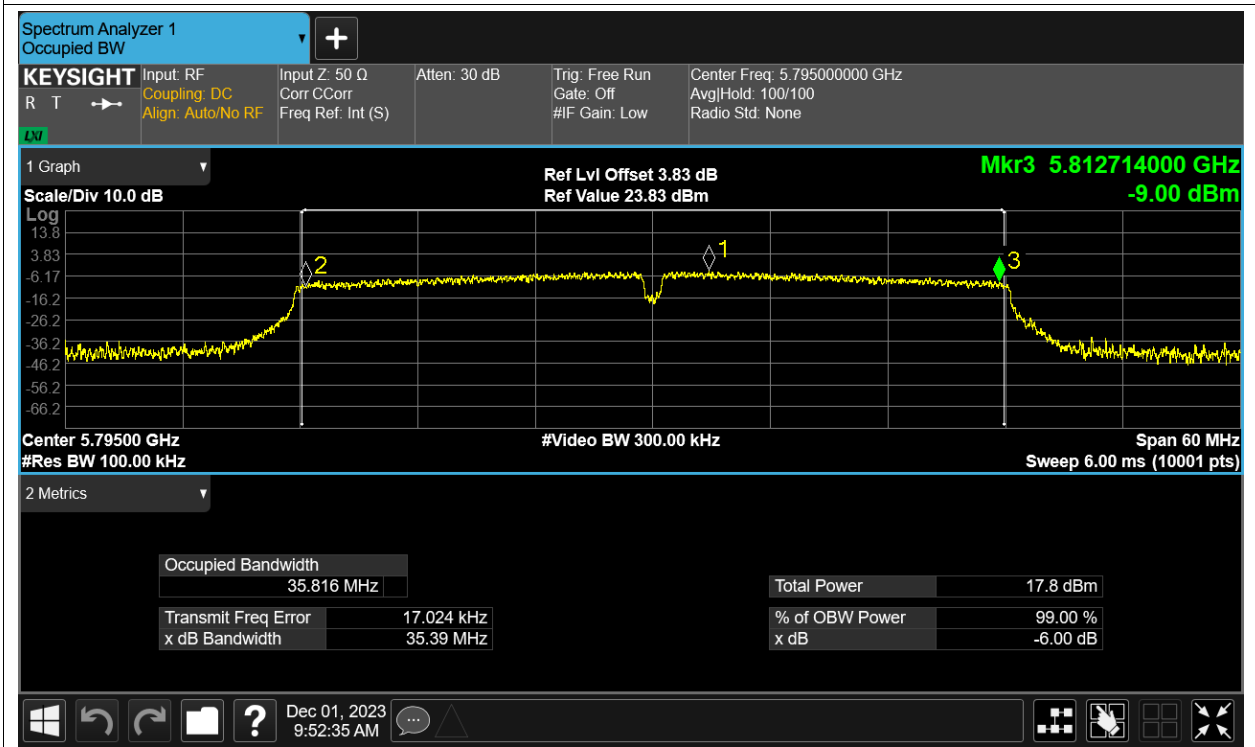 Spectrum Analyzer 1
Occupied BW
KEYSIGHT
R T
LXI
Input: RF
Coupling: DC
Align: Auto/No RF
Input Z: 50 Ω
Corr CCorr
Freq Ref: Int (S)
Atten: 30 dB
Trig: Free Run
Gate: Off
#IF Gain: Low
Center Freq: 5.795000000 GHz
Avg|Hold: 100/100
Radio Std: None
1 Graph
Scale/Div 10.0 dB
Ref Lvl Offset 3.83 dB
Ref Value 23.83 dBm
Mkr3 5.812714000 GHz
-9.00 dBm
Log
13.8
3.83
-6.17
-16.2
-26.2
-36.2
-46.2
-56.2
-66.2
2
1
3
Center 5.79500 GHz
#Res BW 100.00 kHz
#Video BW 300.00 kHz
Span 60 MHz
Sweep 6.00 ms (10001 pts)
2 Metrics
Occupied Bandwidth
35.816 MHz
Transmit Freq Error 17.024 kHz
x dB Bandwidth 35.39 MHz
Total Power 17.8 dBm
% of OBW Power 99.00 %
x dB -6.00 dB
Dec 01, 2023
9:52:35 AM